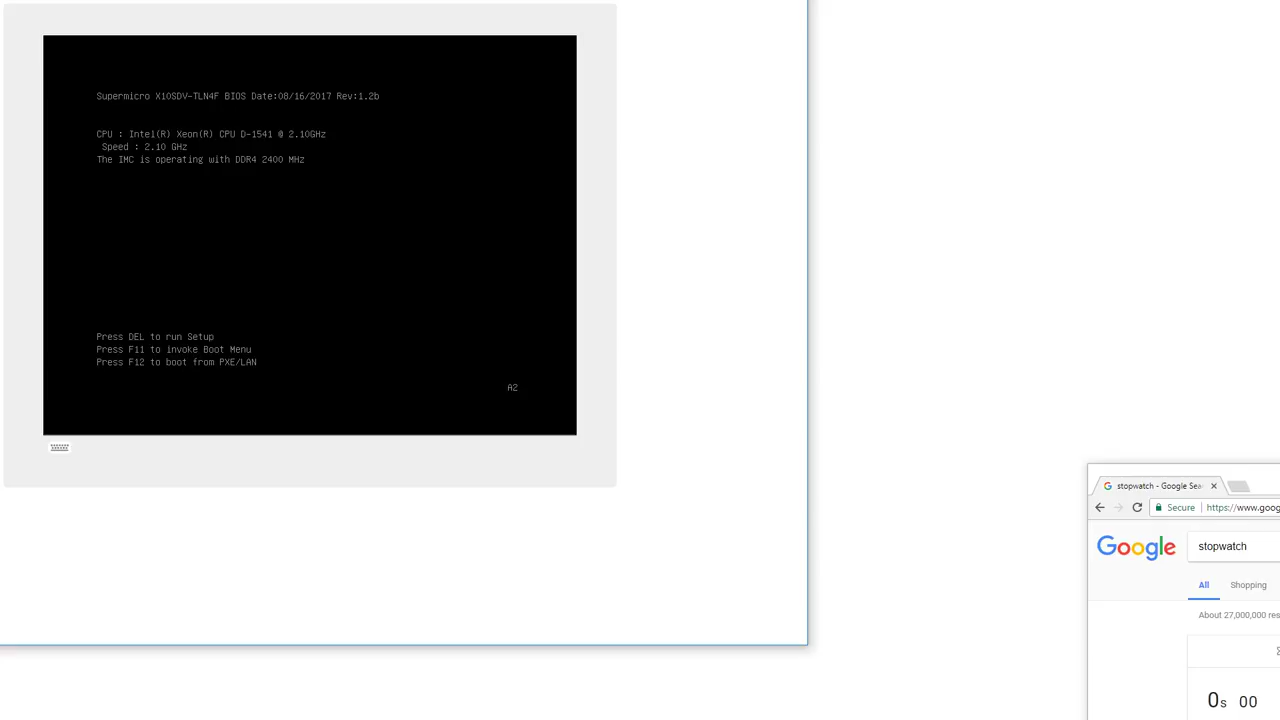 Supermicro X10SDV-TLN4F BIOS Date:08/16/2017 Rev:1.2b
CPU : Intel(R) Xeon(R) CPU D-1541 @ 2.10GHz
Speed : 2.10 GHz
The IMC is operating with DDR4 2400 MHz
Press DEL to run Setup
Press F11 to invoke Boot Menu
Press F12 to boot from PXE/LAN
A2
stopwatch - Google Sea
Secure https://www.goog
Google stopwatch
All Shopping
About 27,000,000 res
0s 00